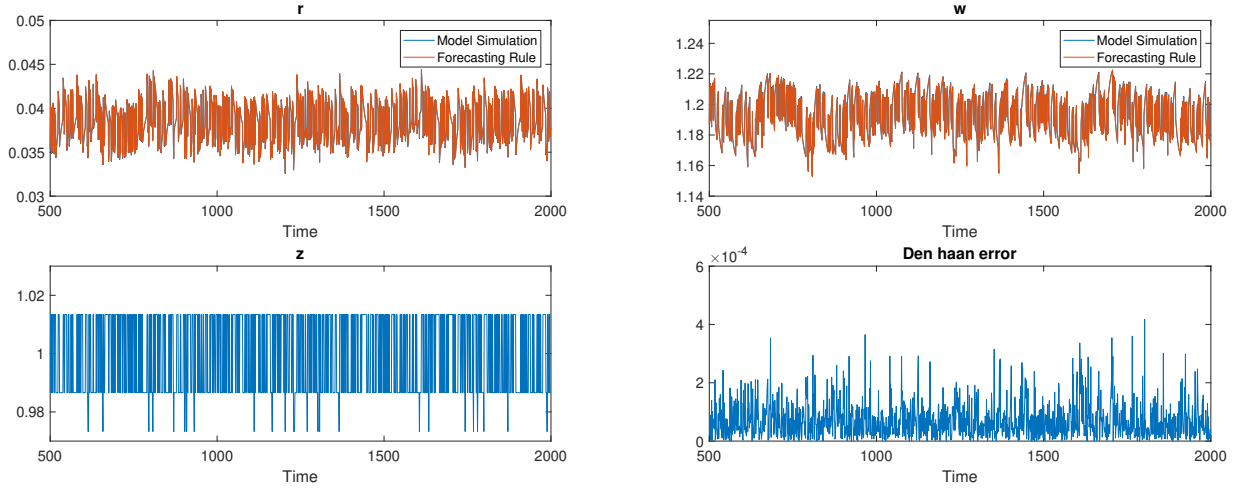 r
0.05
0.045
0.04
0.035
0.03
500 1000 1500 2000
Time
Model Simulation
Forecasting Rule
w
1.24
1.22
1.2
1.18
1.16
1.14
500 1000 1500 2000
Time
Model Simulation
Forecasting Rule
z
1.02
1
0.98
500 1000 1500 2000
Time
Den haan error
×10⁻⁴
6
4
2
0
500 1000 1500 2000
Time